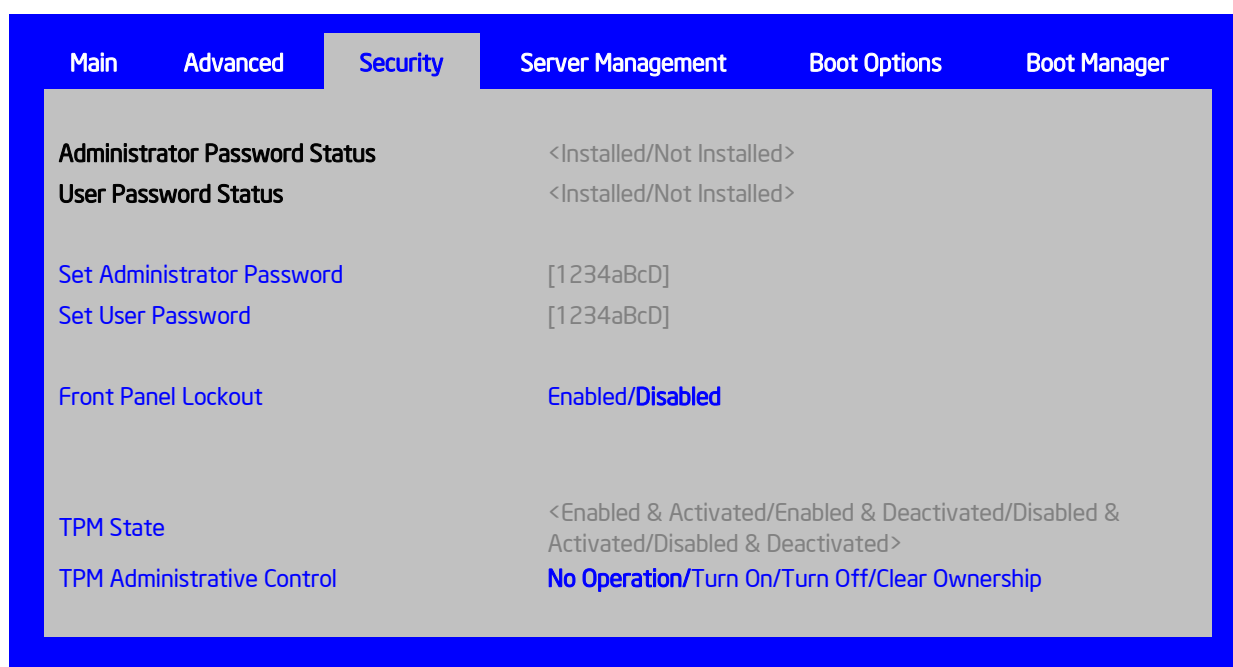 Main Advanced Security Server Management Boot Options Boot Manager
Administrator Password Status <Installed/Not Installed>
User Password Status <Installed/Not Installed>
Set Administrator Password [1234aBcD]
Set User Password [1234aBcD]
Front Panel Lockout Enabled/Disabled
TPM State <Enabled & Activated/Enabled & Deactivated/Disabled &
Activated/Disabled & Deactivated>
TPM Administrative Control No Operation/Turn On/Turn Off/Clear Ownership